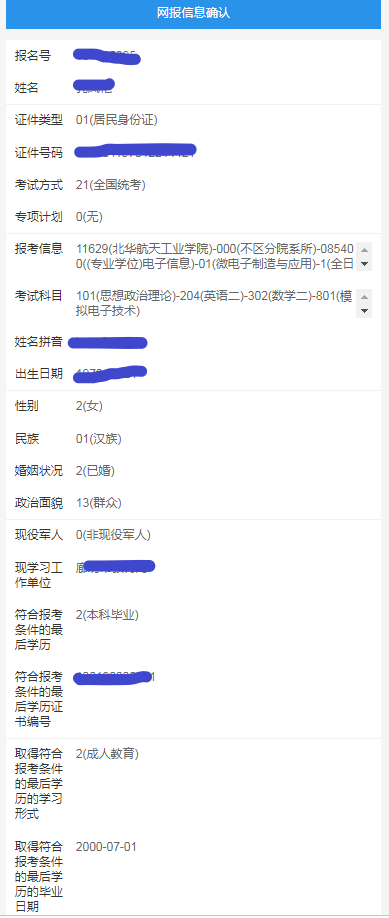 网报信息确认
报名号
姓名
证件类型 01(居民身份证)
证件号码
考试方式 21(全国统考)
专项计划 0(无)
报考信息 11629(北华航天工业学院)-000(不区分院系所)-08540
0((专业学位)电子信息)-01(微电子制造与应用)-1(全日
考试科目 101(思想政治理论)-204(英语二)-302(数学二)-801(模
拟电子技术)
姓名拼音
出生日期
性别 2(女)
民族 01(汉族)
婚姻状况 2(已婚)
政治面貌 13(群众)
现役军人 0(非现役军人)
现学习工
作单位
符合报考 2(本科毕业)
条件的最
后学历
符合报考
条件的最
后学历证
书编号
取得符合 2(成人教育)
报考条件
的最后学
历的学习
形式
取得符合 2000-07-01
报考条件
的最后学
历的毕业
日期